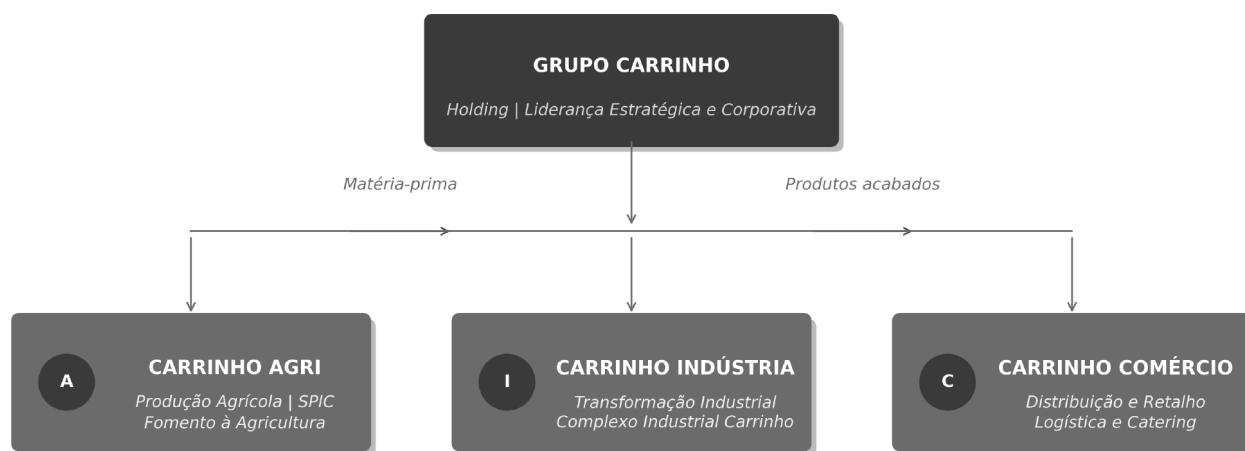 GRUPO CARRINHO
Holding | Liderança Estratégica e Corporativa
Matéria-prima
Produtos acabados
A
CARRINHO AGRI
Produção Agrícola | SPIC
Fomento à Agricultura
I
CARRINHO INDÚSTRIA
Transformação Industrial
Complexo Industrial Carrinho
C
CARRINHO COMÉRCIO
Distribuição e Retalho
Logística e Catering